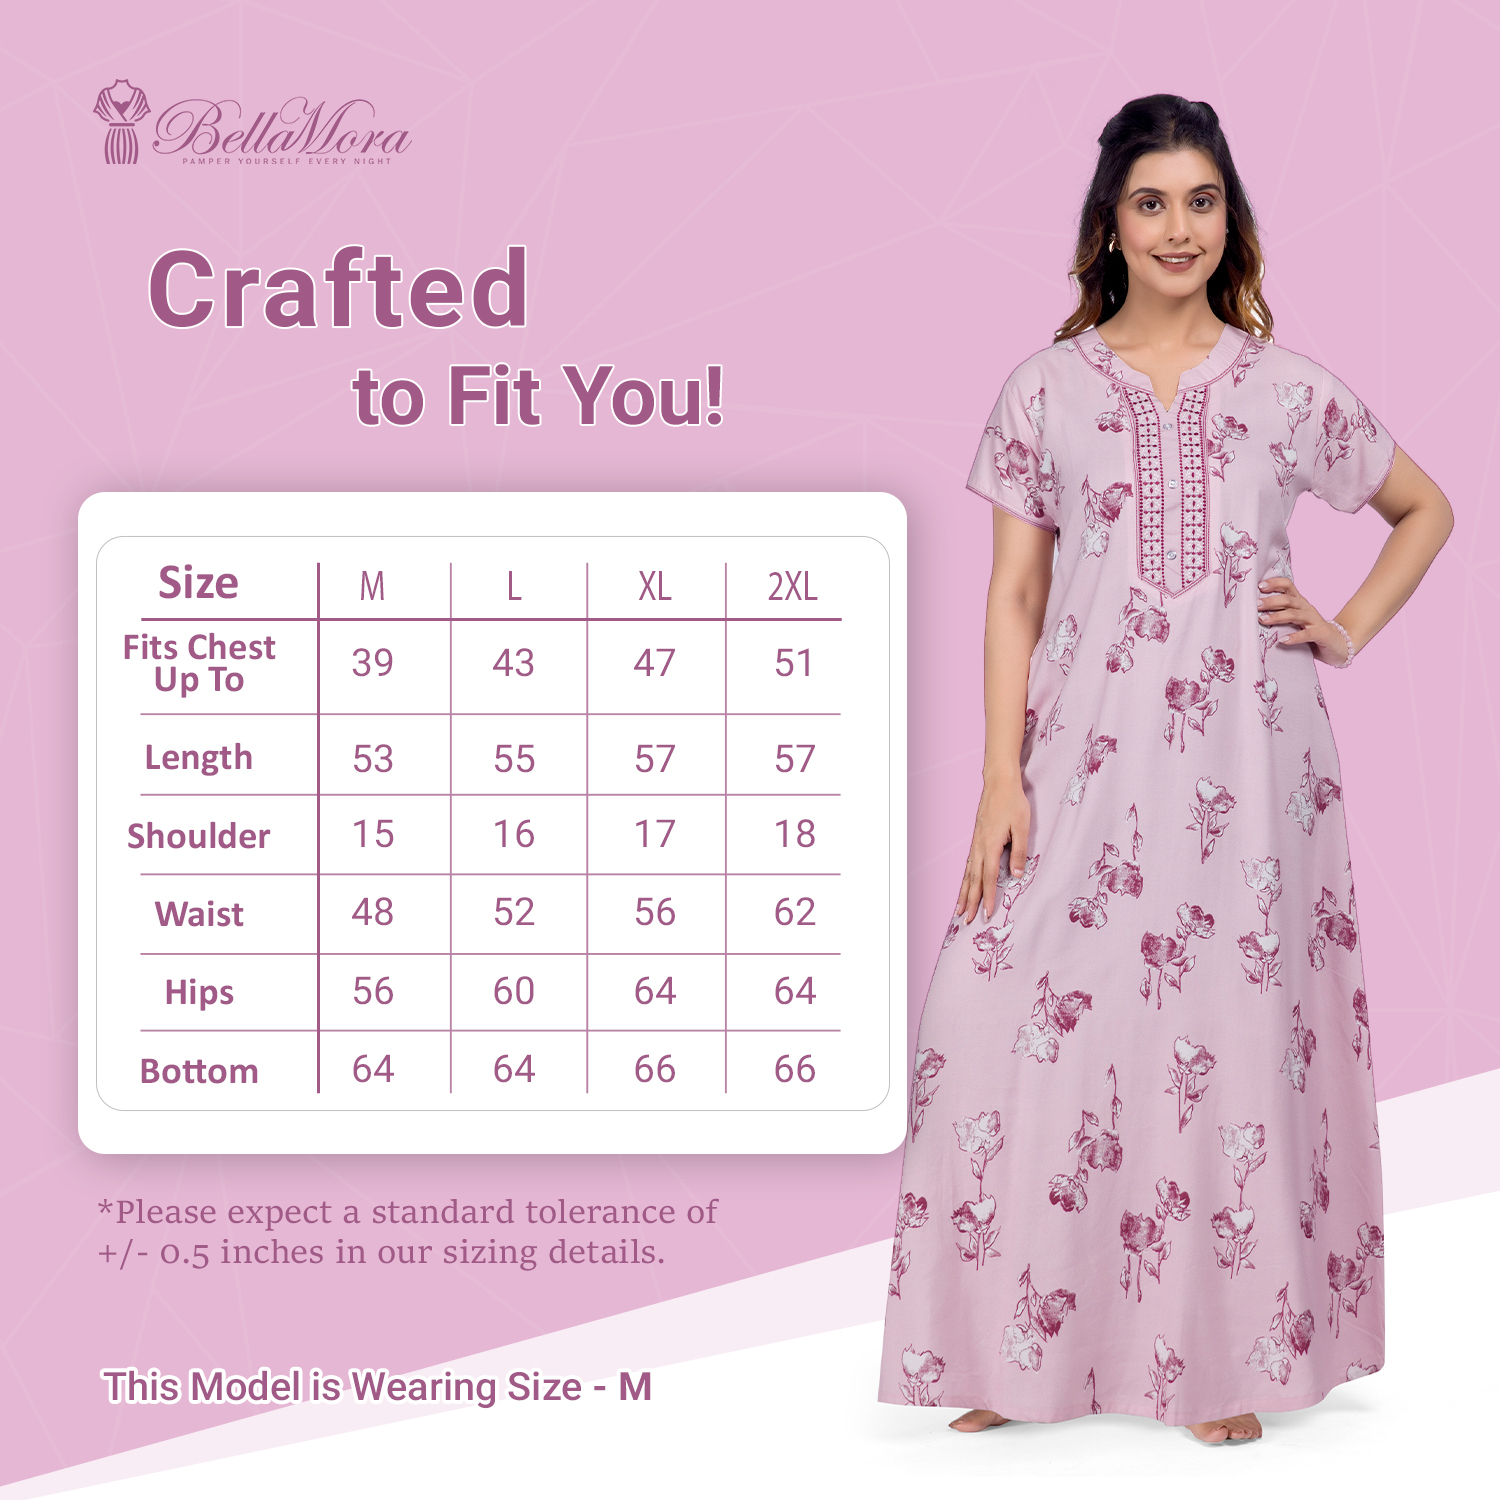 BellaMora
PAMPER YOURSELF EVERY NIGHT
Crafted
to Fit You!
Size M L XL 2XL
Fits Chest
Up To 39 43 47 51
Length 53 55 57 57
Shoulder 15 16 17 18
Waist 48 52 56 62
Hips 56 60 64 64
Bottom 64 64 66 66
*Please expect a standard tolerance of
+/- 0.5 inches in our sizing details.
This Model is Wearing Size - M